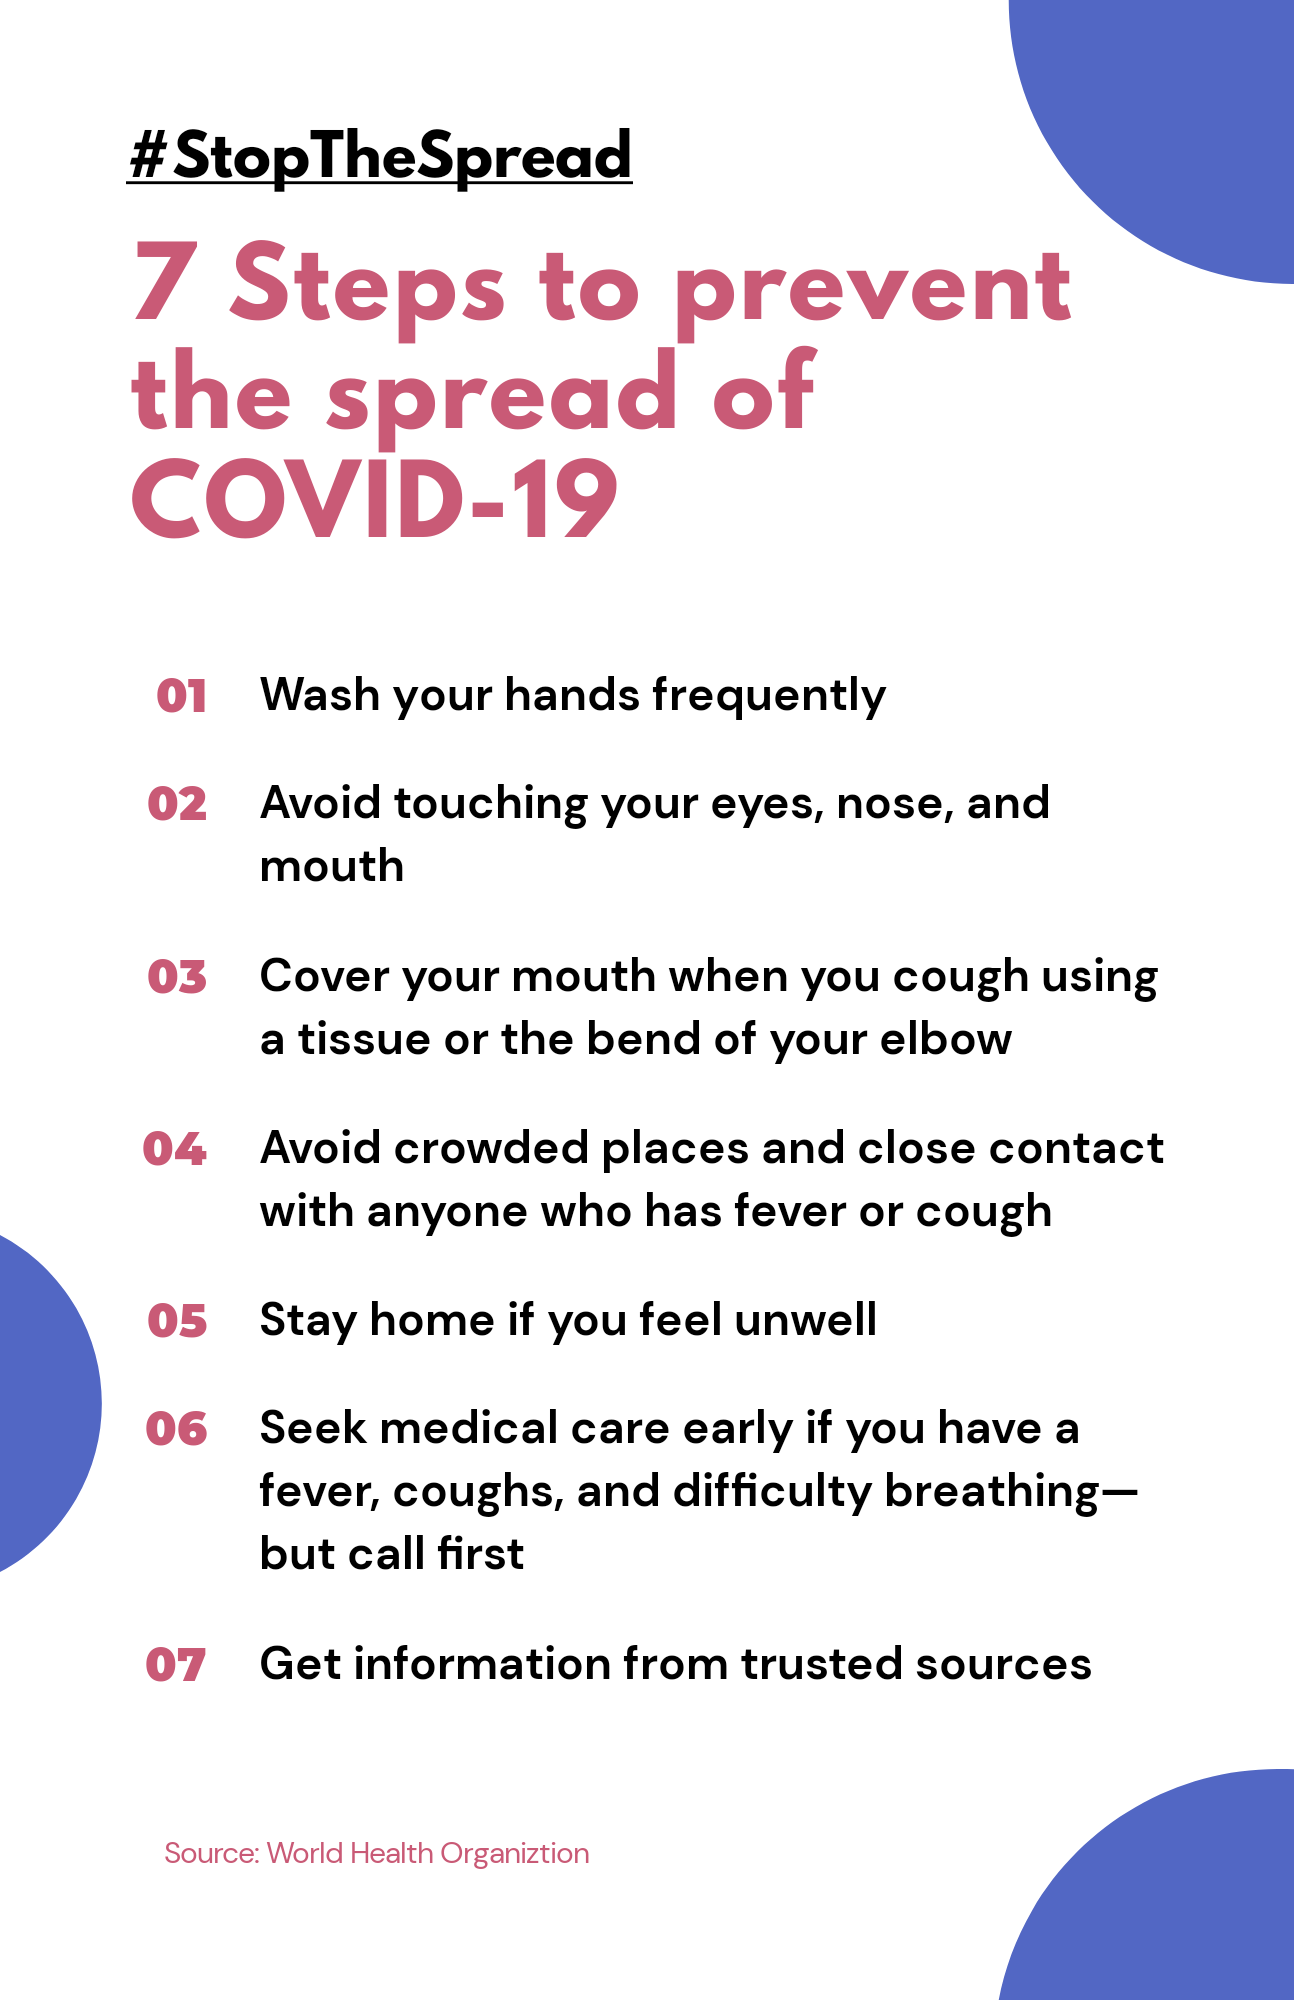 #StopTheSpread
7 Steps to prevent
the spread of
COVID-19
01 Wash your hands frequently
02 Avoid touching your eyes, nose, and
mouth
03 Cover your mouth when you cough using
a tissue or the bend of your elbow
04 Avoid crowded places and close contact
with anyone who has fever or cough
05 Stay home if you feel unwell
06 Seek medical care early if you have a
fever, coughs, and difficulty breathing—
but call first
07 Get information from trusted sources
Source: World Health Organiztion